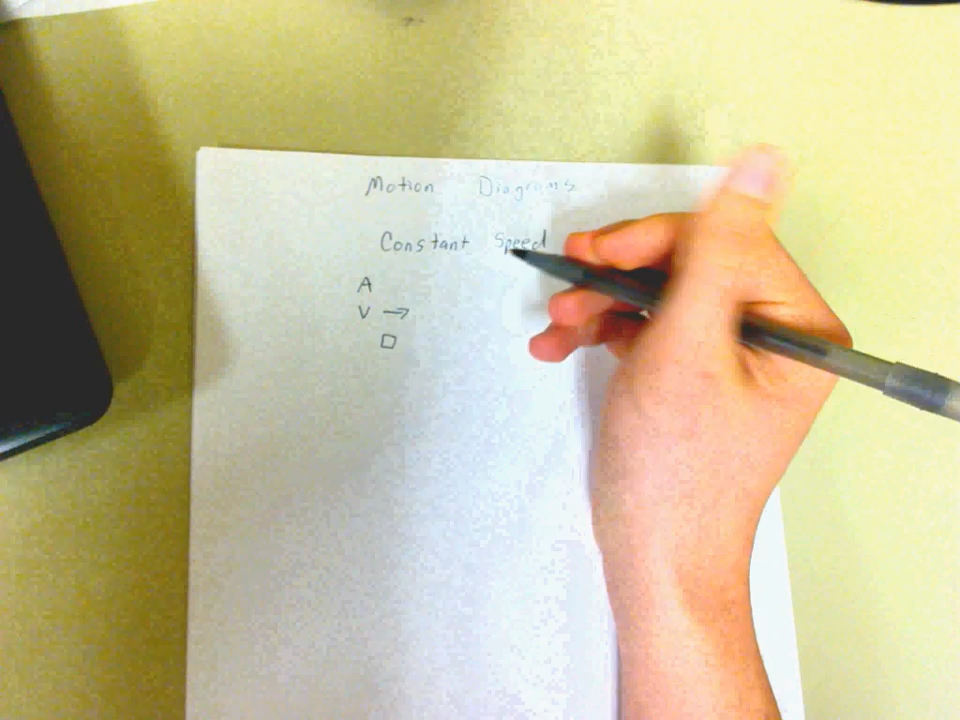 Motion Diagrams
Constant Speed
A
V →
□